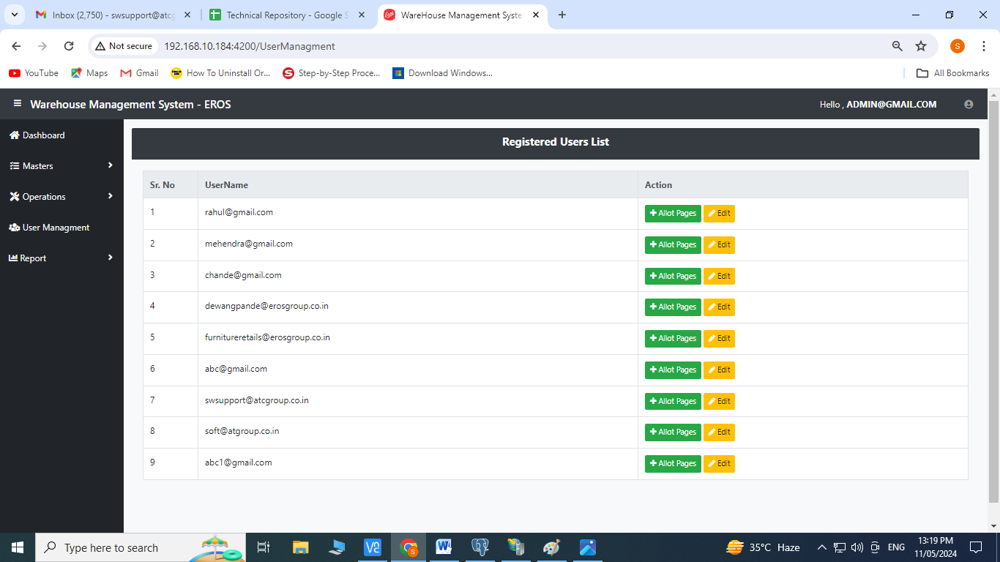 Inbox (2,750) - swsupport@atcg
Technical Repository - Google S
WareHouse Management Syste
Not secure
192.168.10.184:4200/UserManagment
S
YouTube
Maps
Gmail
How To Uninstall Or...
Step-by-Step Proce...
Download Windows...
All Bookmarks
Warehouse Management System - EROS
Hello , ADMIN@GMAIL.COM
Dashboard
Masters
Operations
User Managment
Report
Registered Users List
Sr. No UserName Action
1 rahul@gmail.com Allot Pages Edit
2 mehendra@gmail.com Allot Pages Edit
3 chande@gmail.com Allot Pages Edit
4 dewangpande@erosgroup.co.in Allot Pages Edit
5 furnitureretails@erosgroup.co.in Allot Pages Edit
6 abc@gmail.com Allot Pages Edit
7 swsupport@atcgroup.co.in Allot Pages Edit
8 soft@atgroup.co.in Allot Pages Edit
9 abc1@gmail.com Allot Pages Edit
Type here to search
35°C Haze
ENG
13:19 PM
11/05/2024